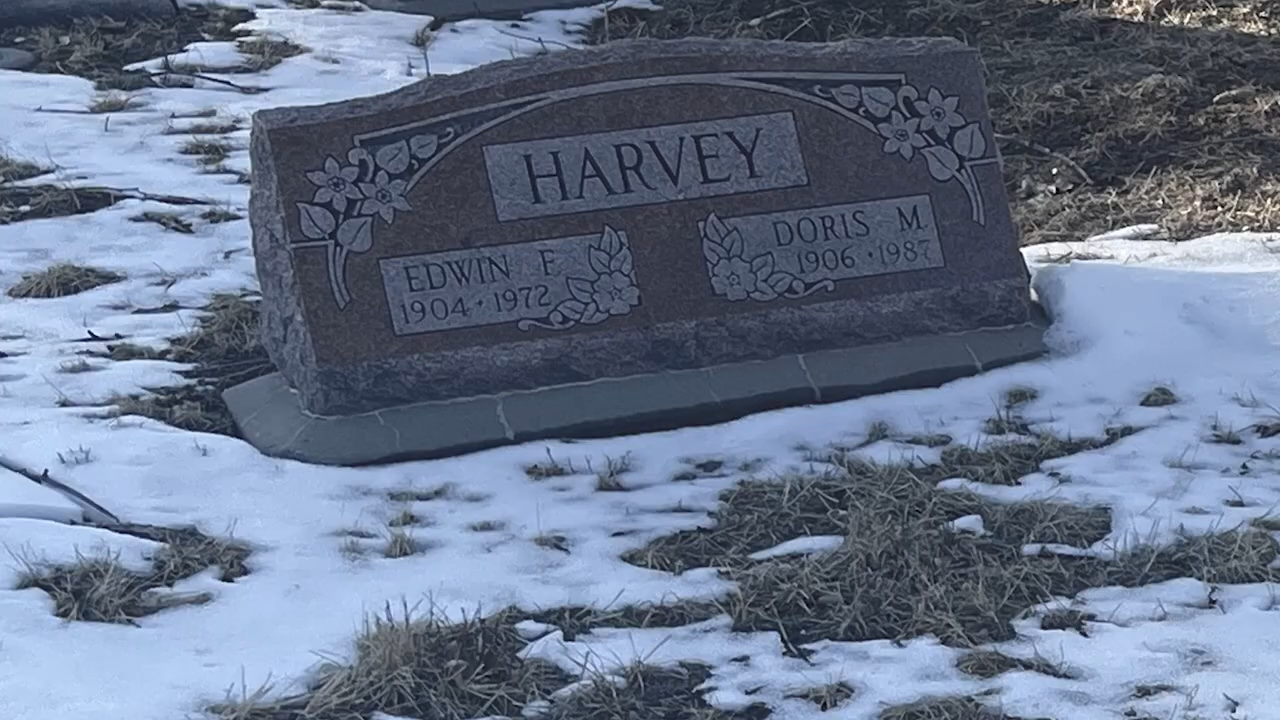 HARVEY
EDWIN F.
1904 · 1972
DORIS M.
1906 · 1987